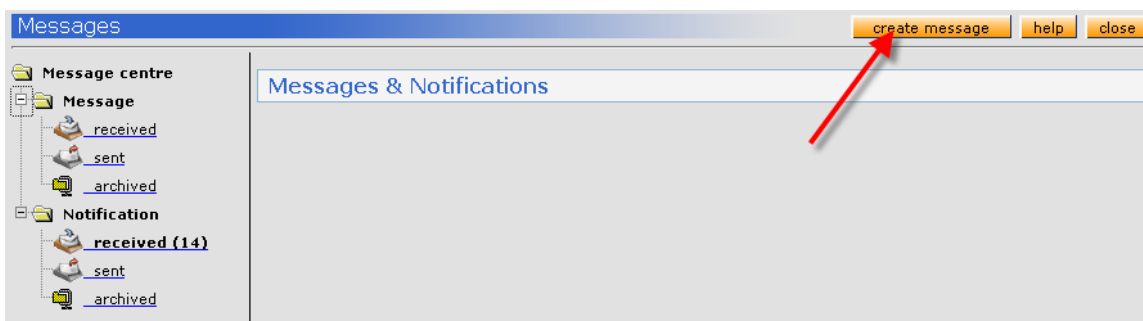 Messages
create message
help
close
Message centre
Message
received
sent
archived
Notification
received (14)
sent
archived
Messages & Notifications